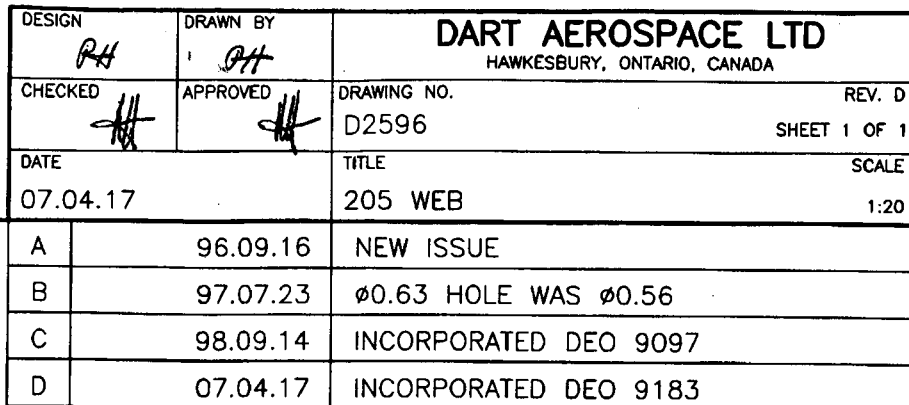 DESIGN
DRAWN BY
DART AEROSPACE LTD
HAWKESBURY, ONTARIO, CANADA
CHECKED
APPROVED
DRAWING NO.
REV. D
D2596
SHEET 1 OF 1
DATE
TITLE
SCALE
07.04.17
205 WEB
1:20
A 96.09.16 NEW ISSUE
B 97.07.23 ø0.63 HOLE WAS ø0.56
C 98.09.14 INCORPORATED DEO 9097
D 07.04.17 INCORPORATED DEO 9183